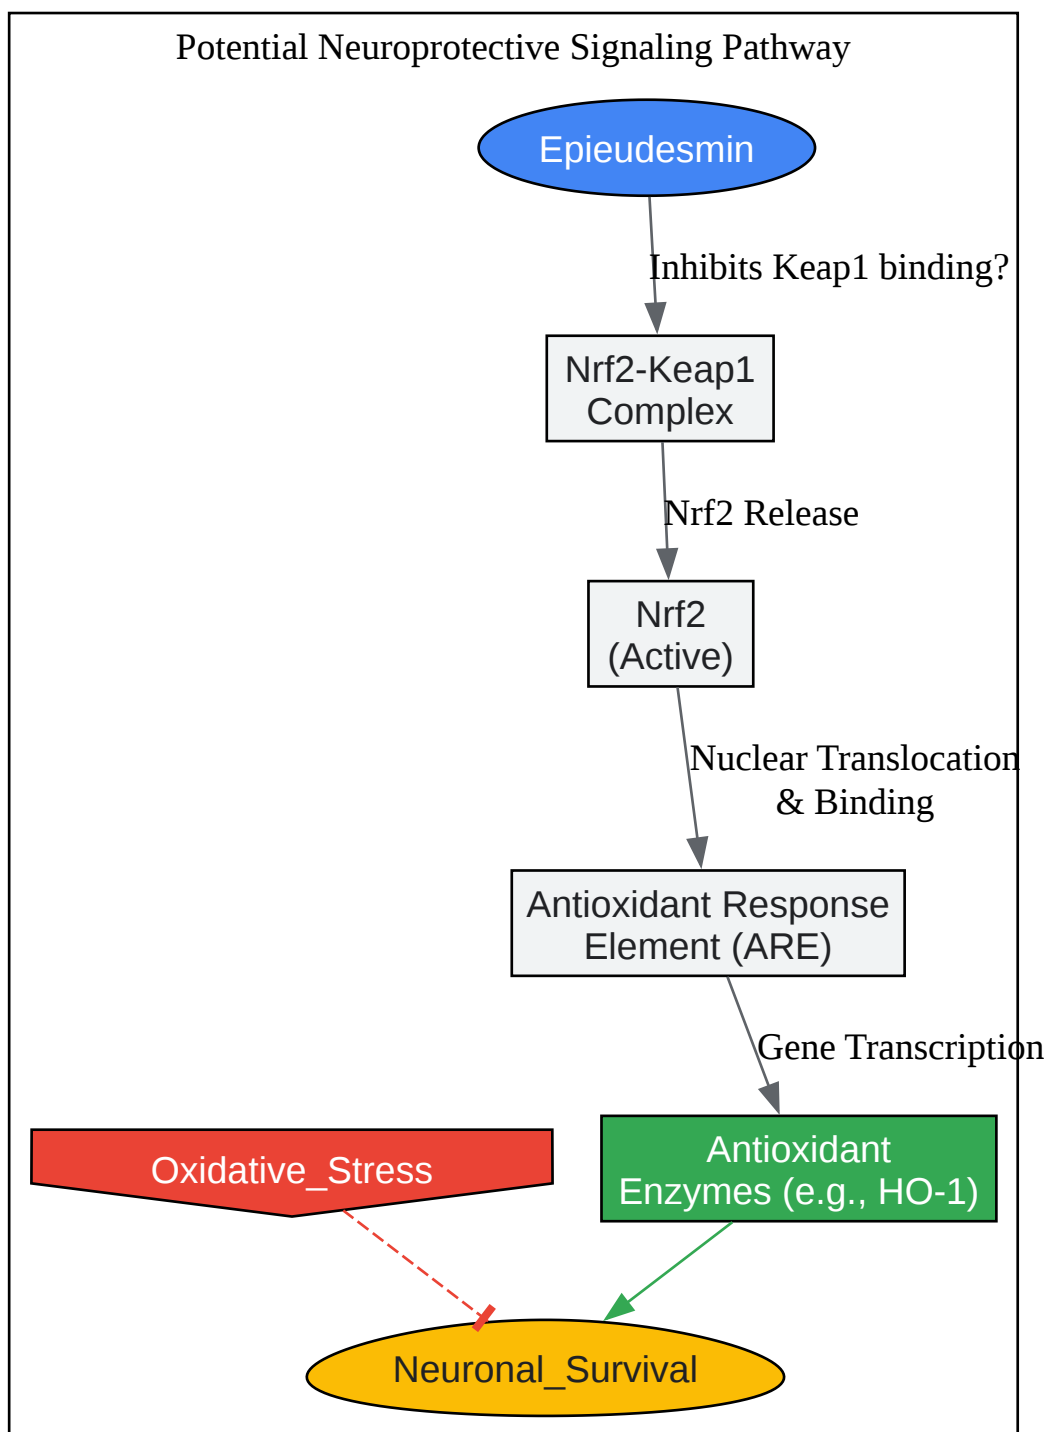 Potential Neuroprotective Signaling Pathway
Epieudesmin
Inhibits Keap1 binding?
Nrf2-Keap1
Complex
Nrf2 Release
Nrf2
(Active)
Nuclear Translocation
& Binding
Antioxidant Response
Element (ARE)
Gene Transcription
Oxidative_Stress
Antioxidant
Enzymes (e.g., HO-1)
Neuronal_Survival